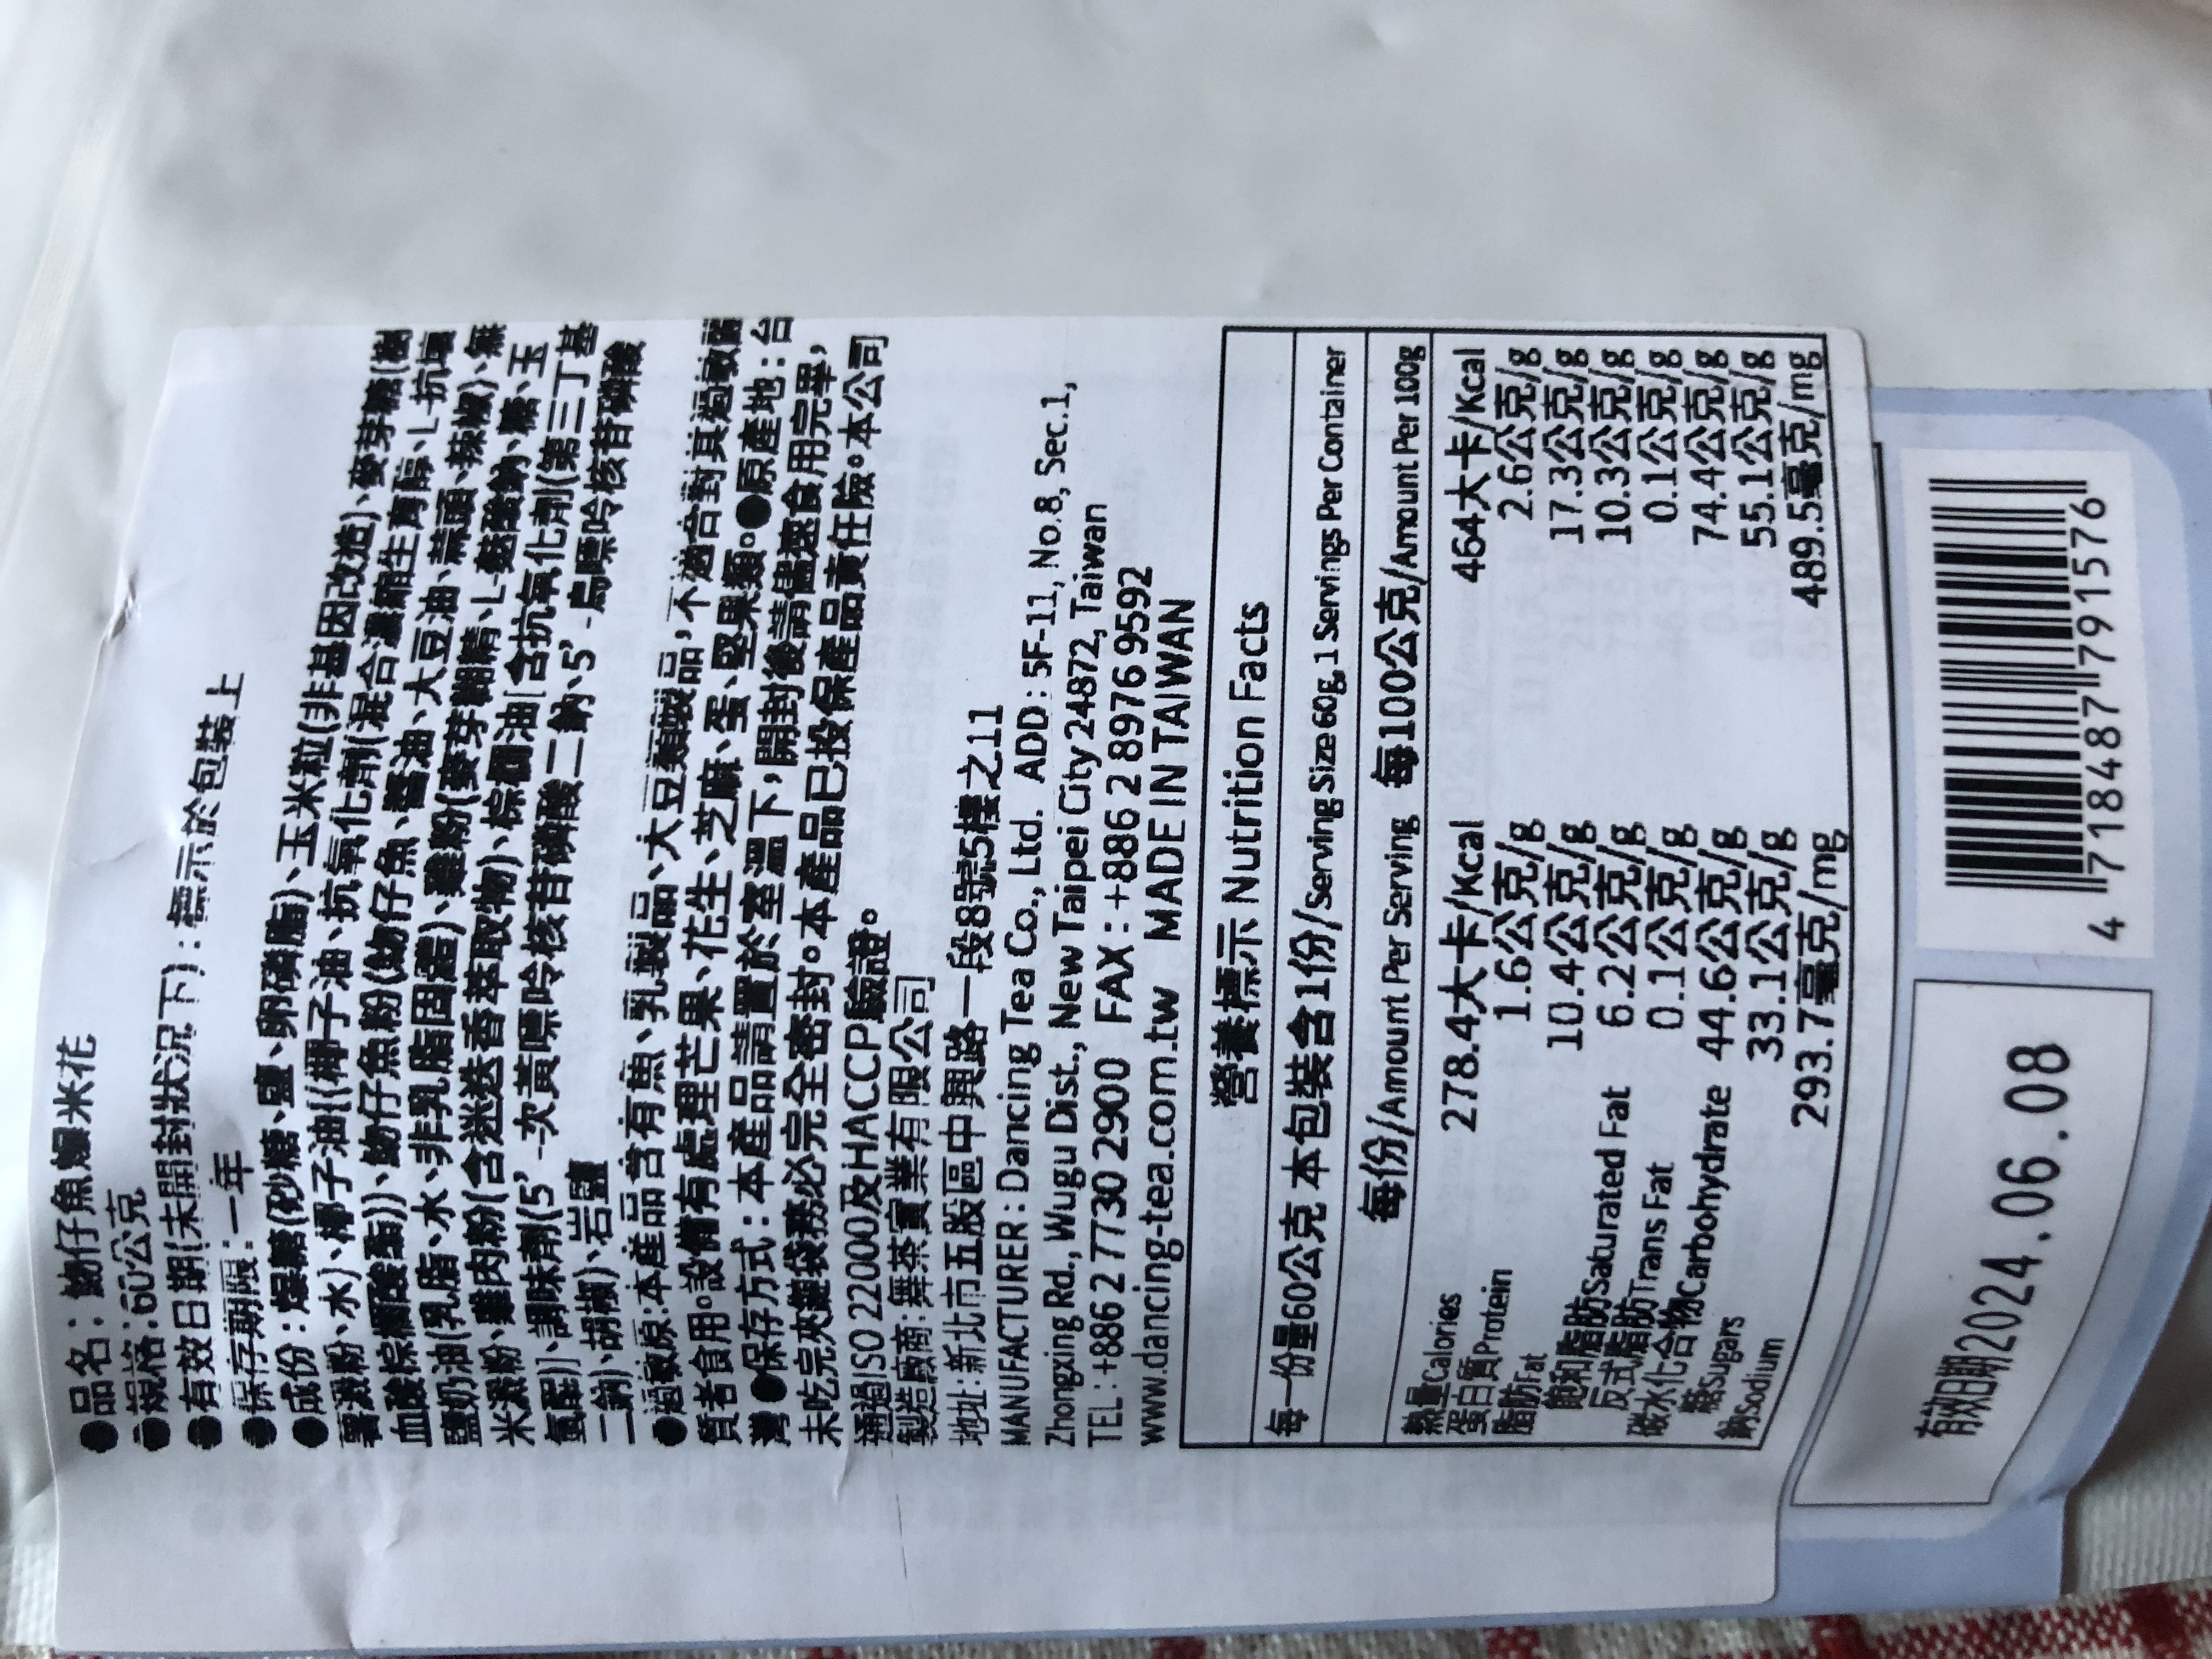 ●品名：魩仔魚爆米花
●規格:60公克
●有效日期(未開封狀況下)：標示於包裝上
●保存期限：一年
●成份：爆糖(砂糖、鹽、卵磷脂)、玉米粒(非基因改造)、麥芽糖(樹
薯澱粉、水)、椰子油[(椰子油、抗氧化劑(混合濃縮生育醇、L-抗壞
血酸棕櫚酸酯)]、魩仔魚粉(魩仔魚、醬油、大豆油、蒜頭、辣椒)、無
鹽奶油(乳脂、水、非乳脂固體)、雞粉(麥芽糊精、L-麩酸鈉、糖、玉
米澱粉、雞肉粉(含迷迭香萃取物)、棕櫚油[含抗氧化劑(第三丁基
氫醌)]、調味劑(5’-次黃嘌呤核苷磷酸二鈉、5’-鳥嘌呤核苷磷酸
二鈉)、胡椒)、岩鹽
●過敏原:本產品含有魚、乳製品、大豆類製品,不適合對其過敏體
質者食用。設備有處理芒果、花生、芝麻、蛋、堅果類。●原產地：台
灣 ●保存方式：本產品請置於室溫下,開封後請儘速食用完畢,
未吃完夾鏈袋務必完全密封。本產品已投保產品責任險。本公司
通過ISO 22000及HACCP驗證。
製造廠商:舞茶實業有限公司
地址:新北市五股區中興路一段8號5樓之11
MANUFACTURER : Dancing Tea Co., Ltd. ADD : 5F-11, No.8, Sec.1,
Zhongxing Rd., Wugu Dist., New Taipei City 24872, Taiwan
TEL : +886 2 7730 2900 FAX : +886 2 8976 9592
www.dancing-tea.com.tw MADE IN TAIWAN
營養標示 Nutrition Facts
每一份量60公克 本包裝含1份/Serving Size 60g,1 Servings Per Container
每份/Amount Per Serving 每100公克/Amount Per 100g
熱量Calories 278.4大卡/Kcal 464大卡/Kcal
蛋白質Protein 1.6公克/g 2.6公克/g
脂肪Fat 10.4公克/g 17.3公克/g
飽和脂肪Saturated Fat 6.2公克/g 10.3公克/g
反式脂肪Trans Fat 0.1公克/g 0.1公克/g
碳水化合物Carbohydrate 44.6公克/g 74.4公克/g
糖Sugars 33.1公克/g 55.1公克/g
鈉Sodium 293.7毫克/mg 489.5毫克/mg
有效日期2024.06.08
4 718487 791576